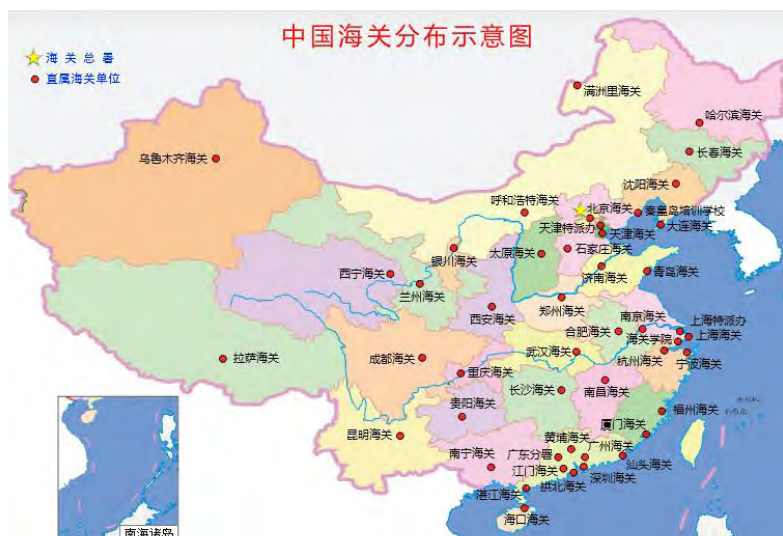 中国海关分布示意图
海 关 总 署
直属海关单位
满洲里海关
哈尔滨海关
长春海关
乌鲁木齐海关
沈阳海关
呼和浩特海关
北京海关
秦皇岛培训学校
大连海关
天津特派办
天津海关
银川海关
太原海关
石家庄海关
西宁海关
济南海关
青岛海关
兰州海关
郑州海关
西安海关
南京海关
上海特派办
合肥海关
海关学院
上海海关
拉萨海关
成都海关
武汉海关
杭州海关
宁波海关
重庆海关
长沙海关
南昌海关
贵阳海关
福州海关
厦门海关
昆明海关
黄埔海关
广州海关
南宁海关
广东分署
汕头海关
江门海关
深圳海关
拱北海关
湛江海关
海口海关
南海诸岛